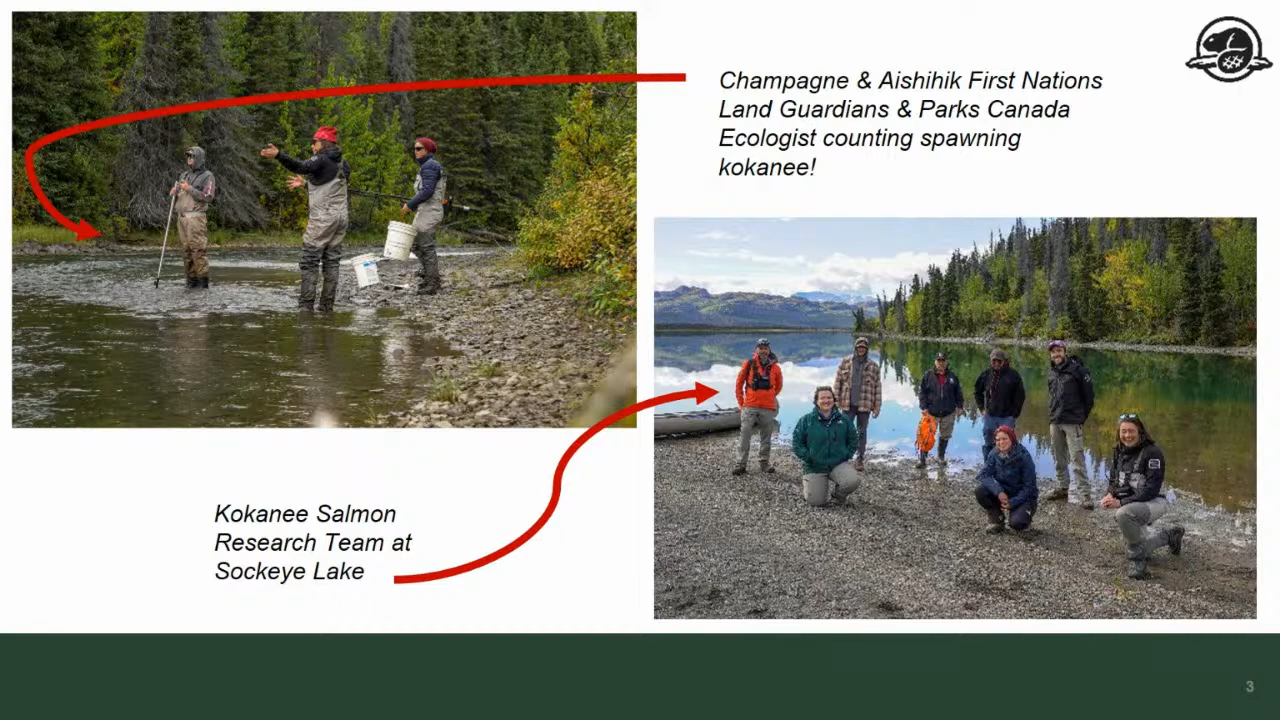 Champagne & Aishihik First Nations
Land Guardians & Parks Canada
Ecologist counting spawning
kokanee!
Kokanee Salmon
Research Team at
Sockeye Lake
3